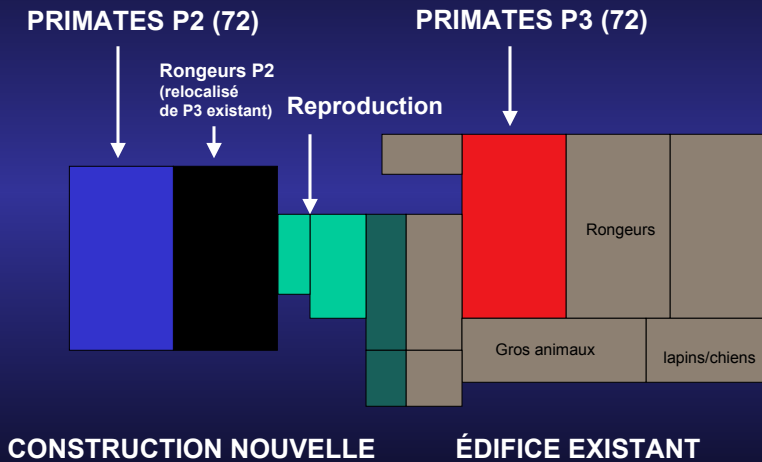 PRIMATES P2 (72)
PRIMATES P3 (72)
Rongeurs P2
(relocalisé
de P3 existant)
Reproduction
Rongeurs
Gros animaux
lapins/chiens
CONSTRUCTION NOUVELLE
ÉDIFICE EXISTANT